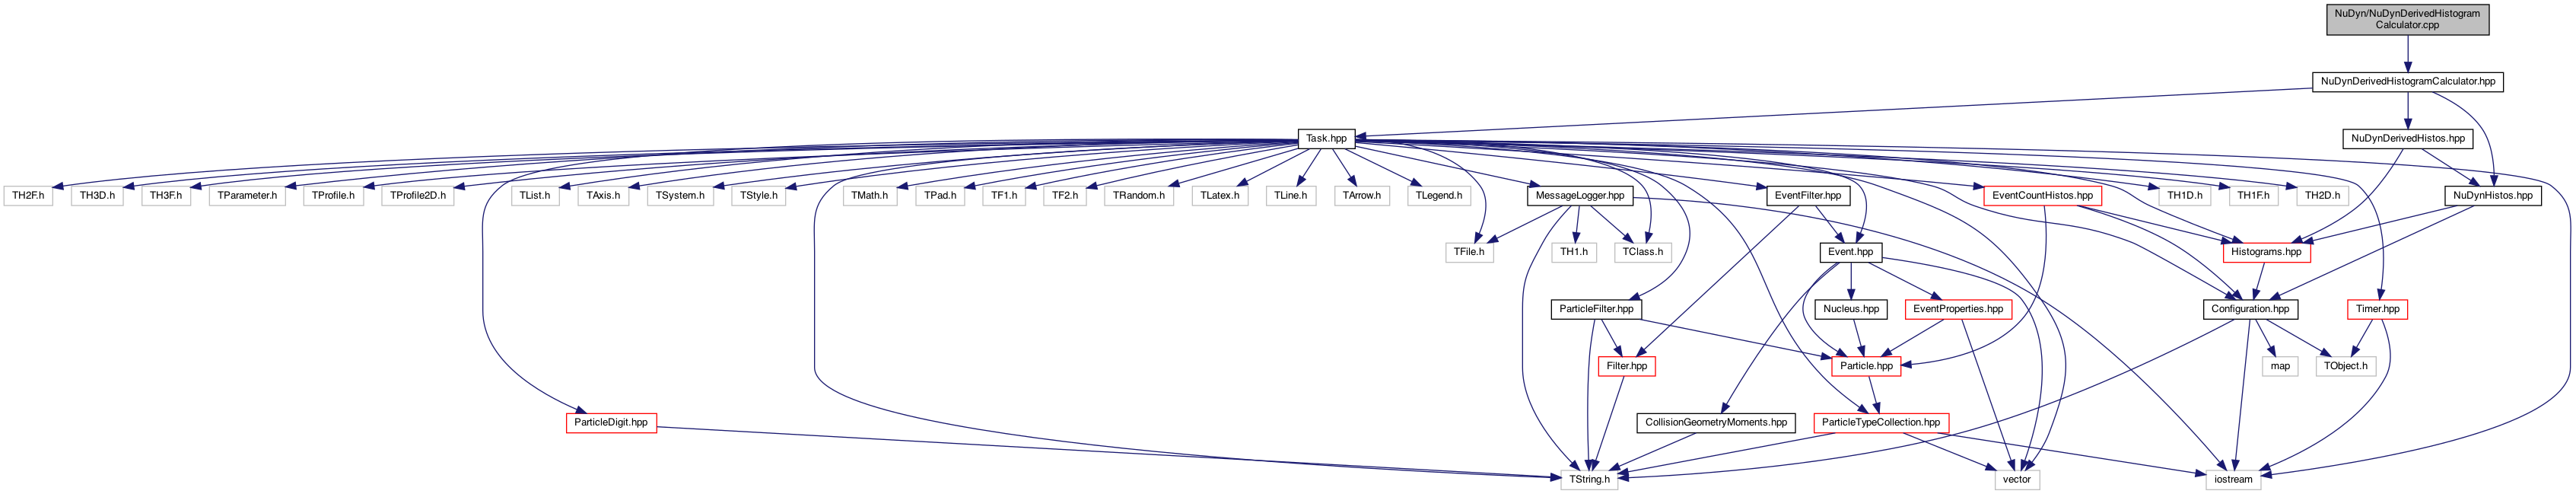 NuDyn/NuDynDerivedHistogram
Calculator.cpp
NuDynDerivedHistogramCalculator.hpp
Task.hpp
NuDynDerivedHistos.hpp
TH2F.h
TH3D.h
TH3F.h
TParameter.h
TProfile.h
TProfile2D.h
TList.h
TAxis.h
TSystem.h
TStyle.h
TMath.h
TPad.h
TF1.h
TF2.h
TRandom.h
TLatex.h
TLine.h
TArrow.h
TLegend.h
MessageLogger.hpp
EventFilter.hpp
EventCountHistos.hpp
TH1D.h
TH1F.h
TH2D.h
NuDynHistos.hpp
TFile.h
TH1.h
TClass.h
Event.hpp
Histograms.hpp
ParticleFilter.hpp
Nucleus.hpp
EventProperties.hpp
Configuration.hpp
Timer.hpp
Filter.hpp
Particle.hpp
map
TObject.h
ParticleDigit.hpp
CollisionGeometryMoments.hpp
ParticleTypeCollection.hpp
TString.h
vector
iostream